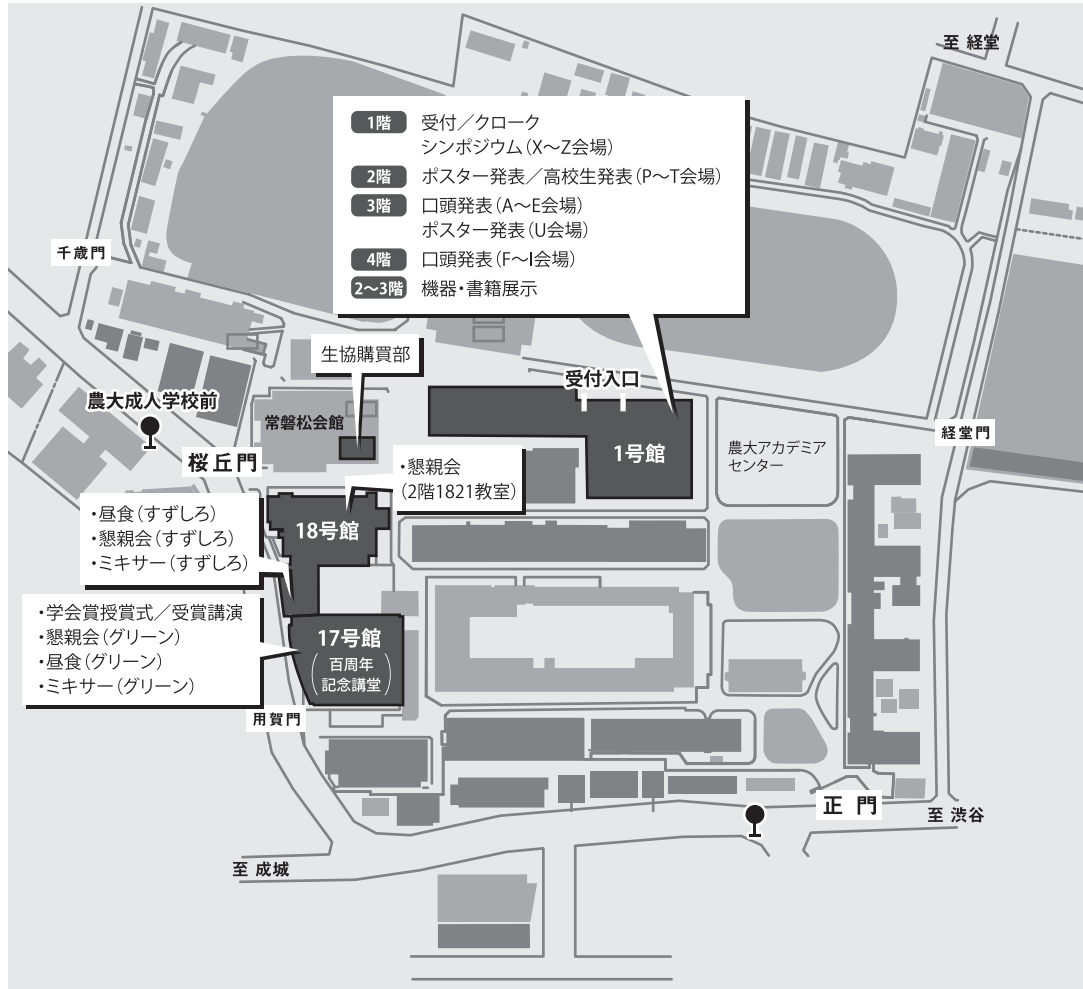 至 経堂
1階 受付／クローク
シンポジウム（X～Z会場）
2階 ポスター発表／高校生発表（P～T会場）
3階 口頭発表（A～E会場）
ポスター発表（U会場）
4階 口頭発表（F～I会場）
2～3階 機器・書籍展示
千歳門
生協購買部
受付入口
農大成人学校前
常磐松会館
経堂門
1号館
農大アカデミア
センター
桜丘門
・懇親会
（2階1821教室）
18号館
・昼食（すずしろ）
・懇親会（すずしろ）
・ミキサー（すずしろ）
・学会賞授賞式／受賞講演
・懇親会（グリーン）
・昼食（グリーン）
・ミキサー（グリーン）
17号館
（百周年
記念講堂）
用賀門
正 門
至 渋谷
至 成城